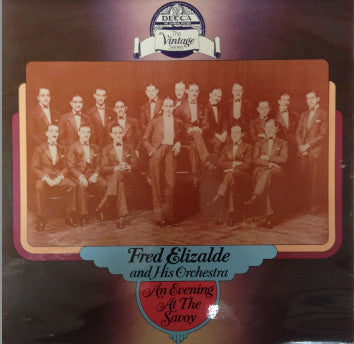 DECCA
The
Vintage
Series
Fred Elizalde
and His Orchestra
An Evening
At The
Savoy